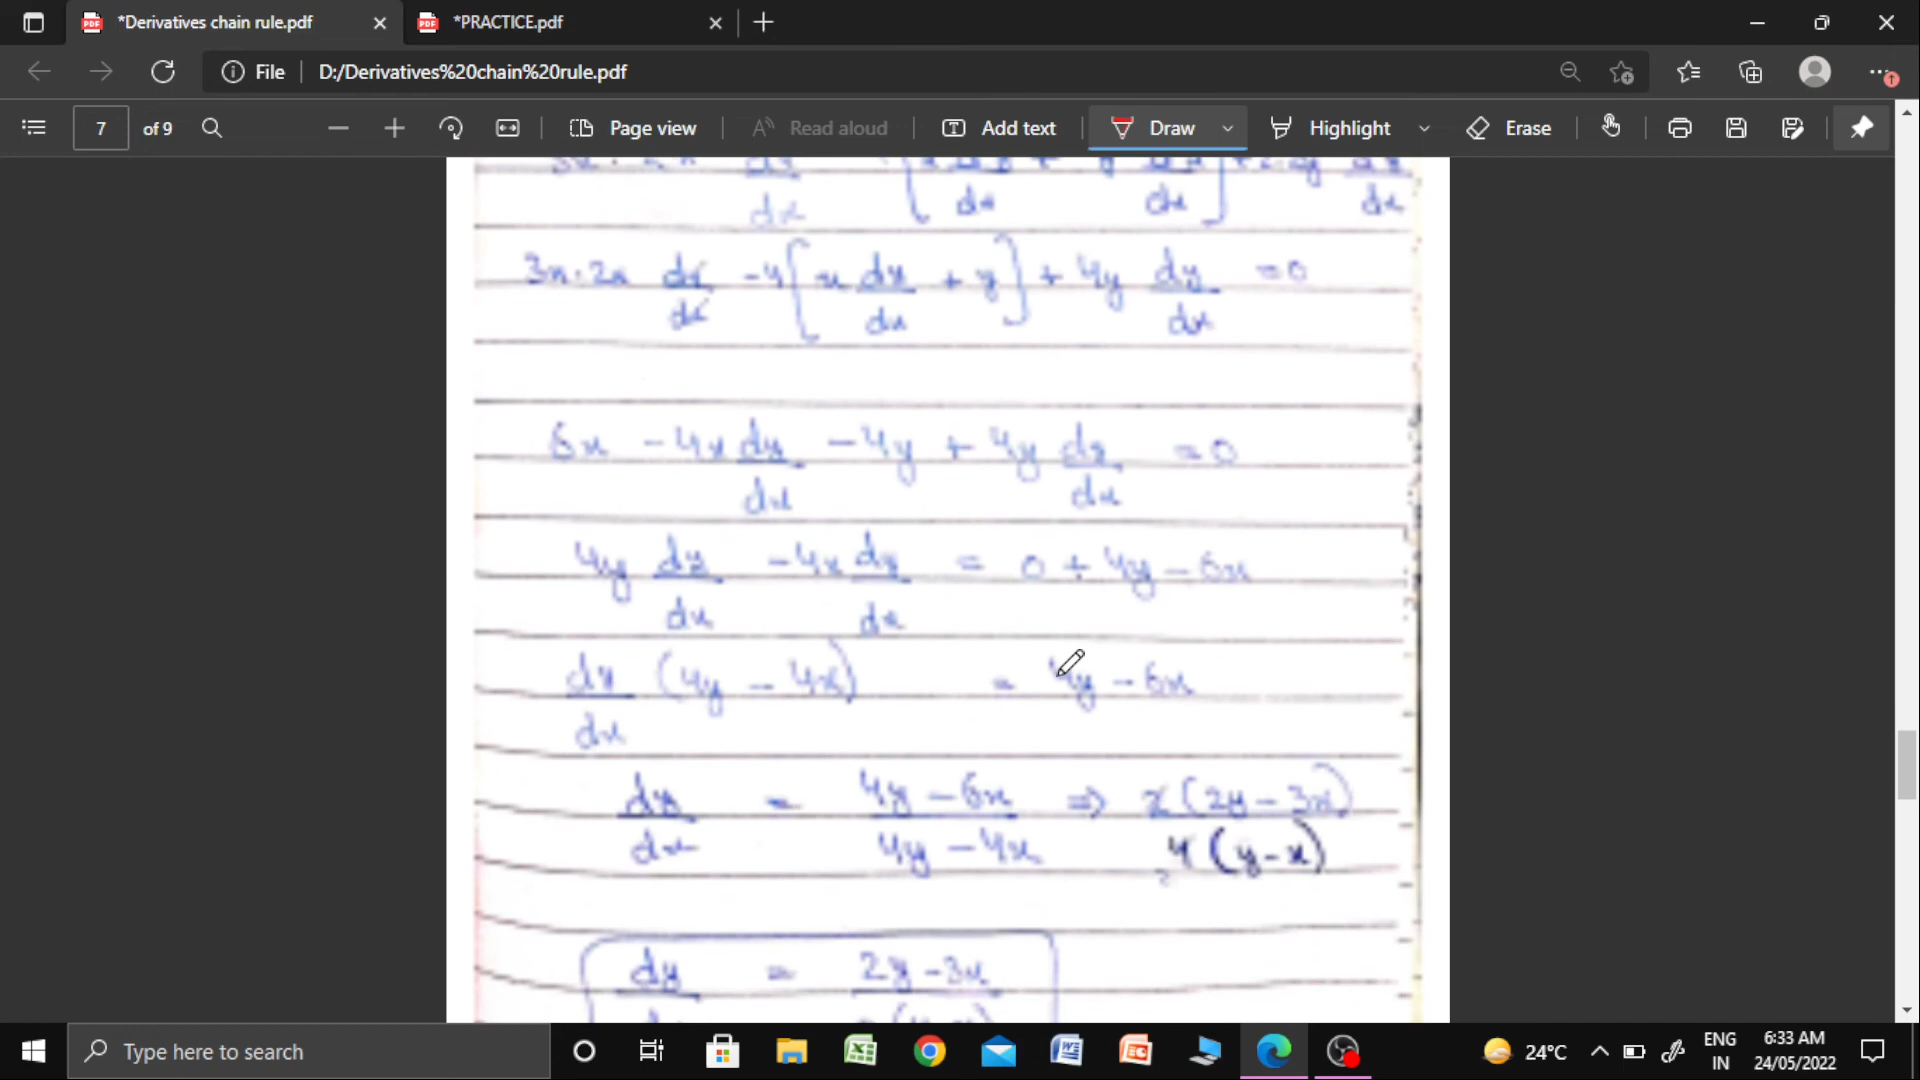 *Derivatives chain rule.pdf
*PRACTICE.pdf
File
D:/Derivatives%20chain%20rule.pdf
7 of 9
Page view
Read aloud
Add text
Draw
Highlight
Erase
dx dx dx dx
3x·2x dx/dx -4[x dy/dx + y] + 4y dy/dx =0
6x -4x dy/dx -4y + 4y dy/dx =0
4y dy/dx -4x dy/dx = 0 + 4y - 6x
dy/dx (4y - 4x) = 4y - 6x
dy/dx = 4y - 6x/4y - 4x ⇒ 2(2y - 3x)/4(y-x)
dy = 2y - 3x
Type here to search
24°C
ENG
IN
6:33 AM
24/05/2022